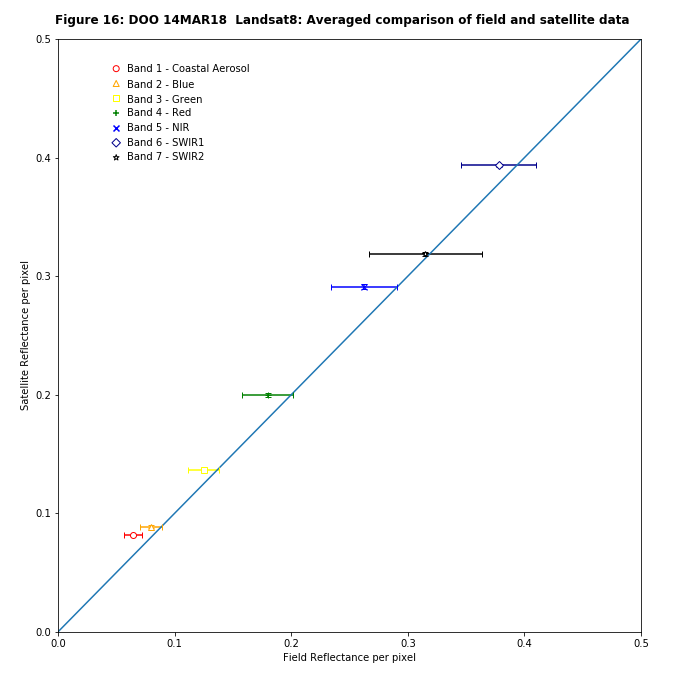 Figure 16: DOO 14MAR18  Landsat8: Averaged comparison of field and satellite data
0.5
Band 1 - Coastal Aerosol
Band 2 - Blue
Band 3 - Green
Band 4 - Red
Band 5 - NIR
Band 6 - SWIR1
Band 7 - SWIR2
0.4
0.3
Satellite Reflectance per pixel
0.2
0.1
0.0
0.0 0.1 0.2 0.3 0.4 0.5
Field Reflectance per pixel